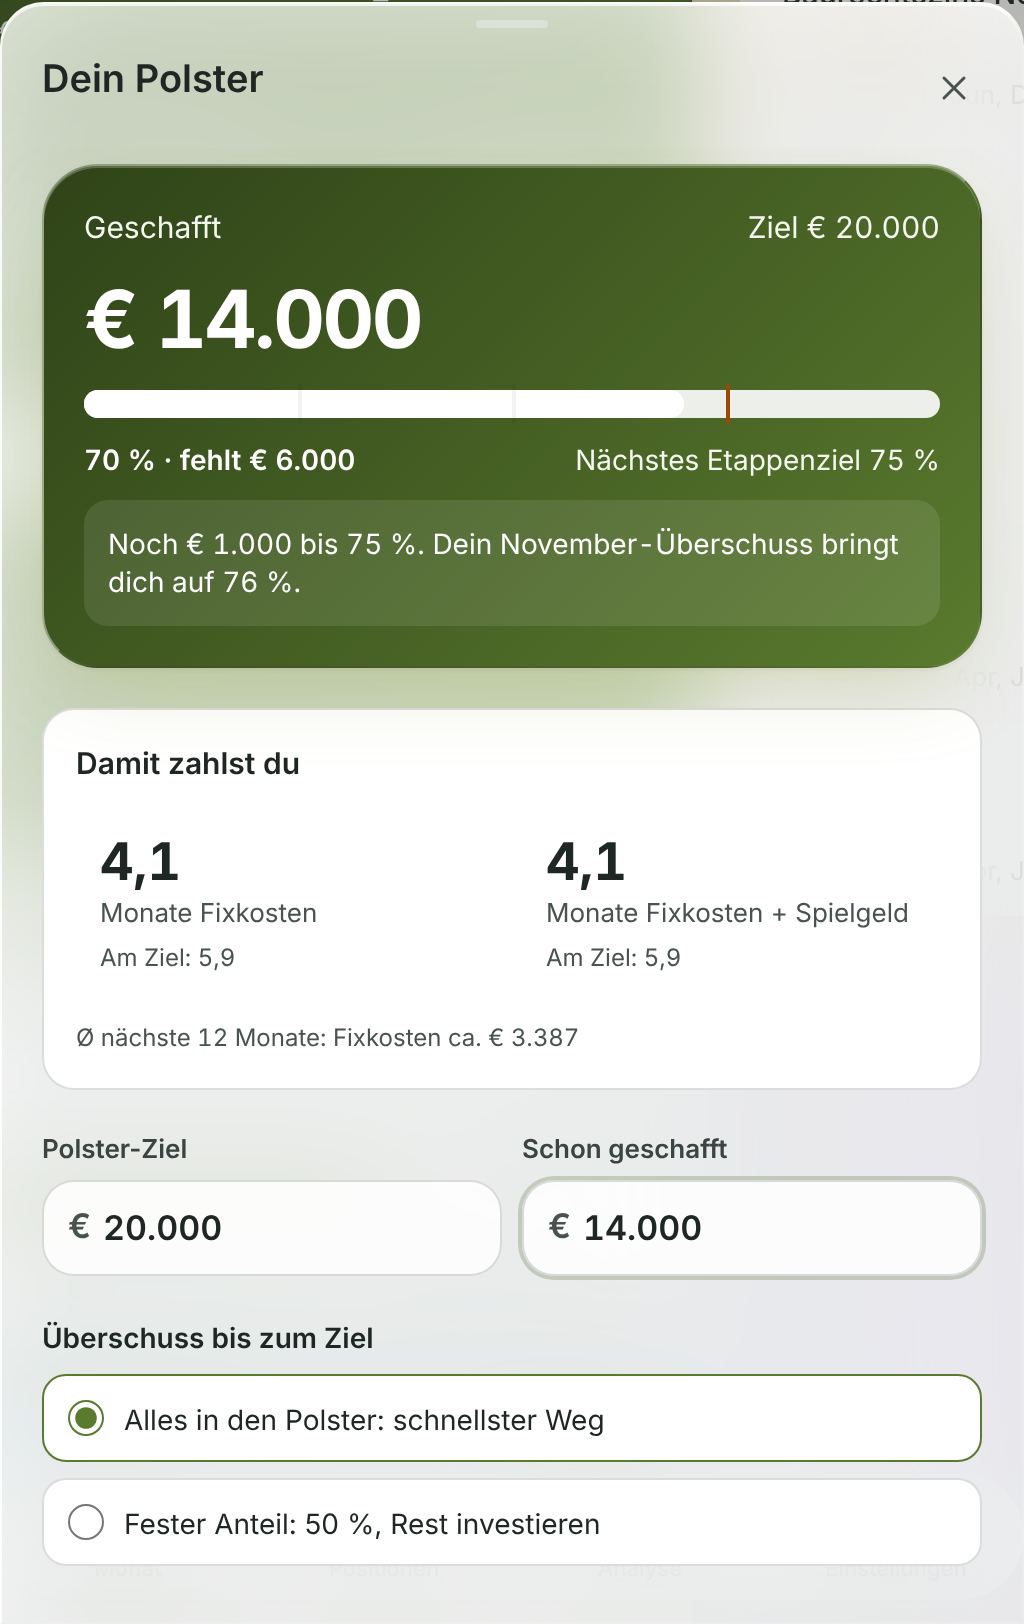 Dein Polster
Geschafft
Ziel € 20.000
€ 14.000
70 % · fehlt € 6.000
Nächstes Etappenziel 75 %
Noch € 1.000 bis 75 %. Dein November-Überschuss bringt
dich auf 76 %.
Damit zahlst du
4,1
Monate Fixkosten
Am Ziel: 5,9
4,1
Monate Fixkosten + Spielgeld
Am Ziel: 5,9
Ø nächste 12 Monate: Fixkosten ca. € 3.387
Polster-Ziel
Schon geschafft
€ 20.000
€ 14.000
Überschuss bis zum Ziel
Alles in den Polster: schnellster Weg
Fester Anteil: 50 %, Rest investieren
Monat
Positionen
Analyse
Einstellungen